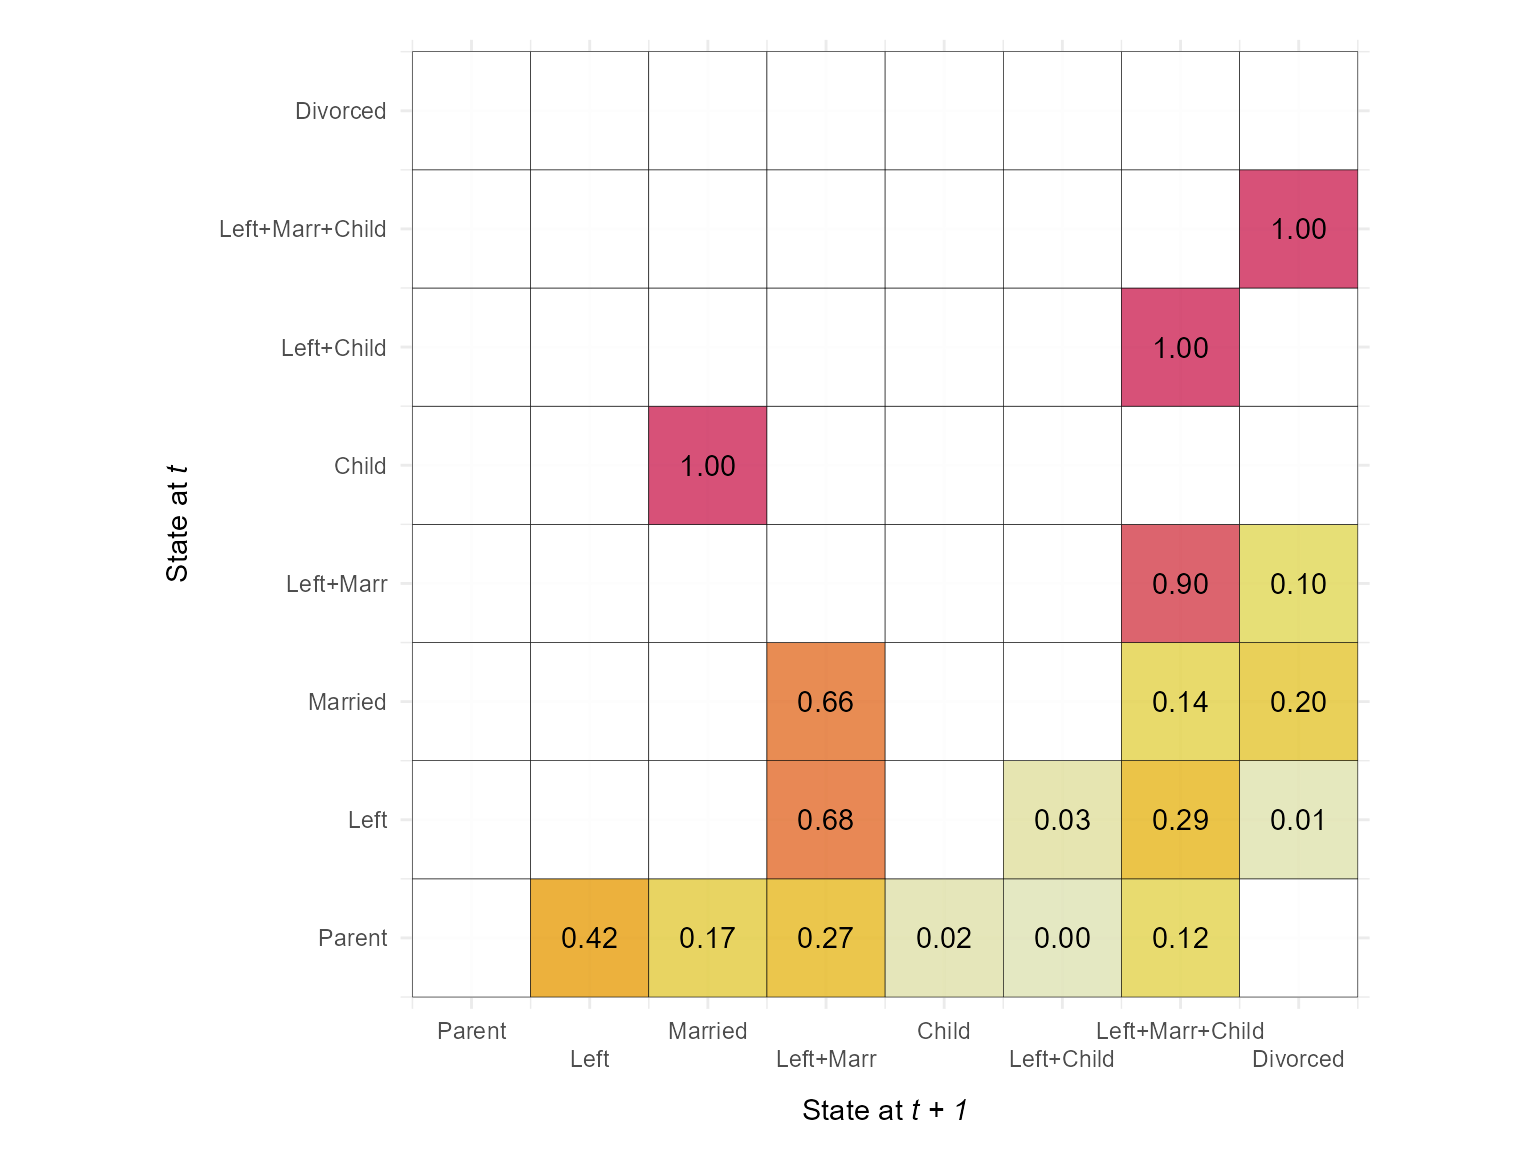 Divorced
Left+Marr+Child 1.00
Left+Child 1.00
Child 1.00
Left+Marr 0.90 0.10
Married 0.66 0.14 0.20
Left 0.68 0.03 0.29 0.01
Parent 0.42 0.17 0.27 0.02 0.00 0.12
State at t
Parent Married Child Left+Marr+Child
Left Left+Marr Left+Child Divorced
State at t + 1